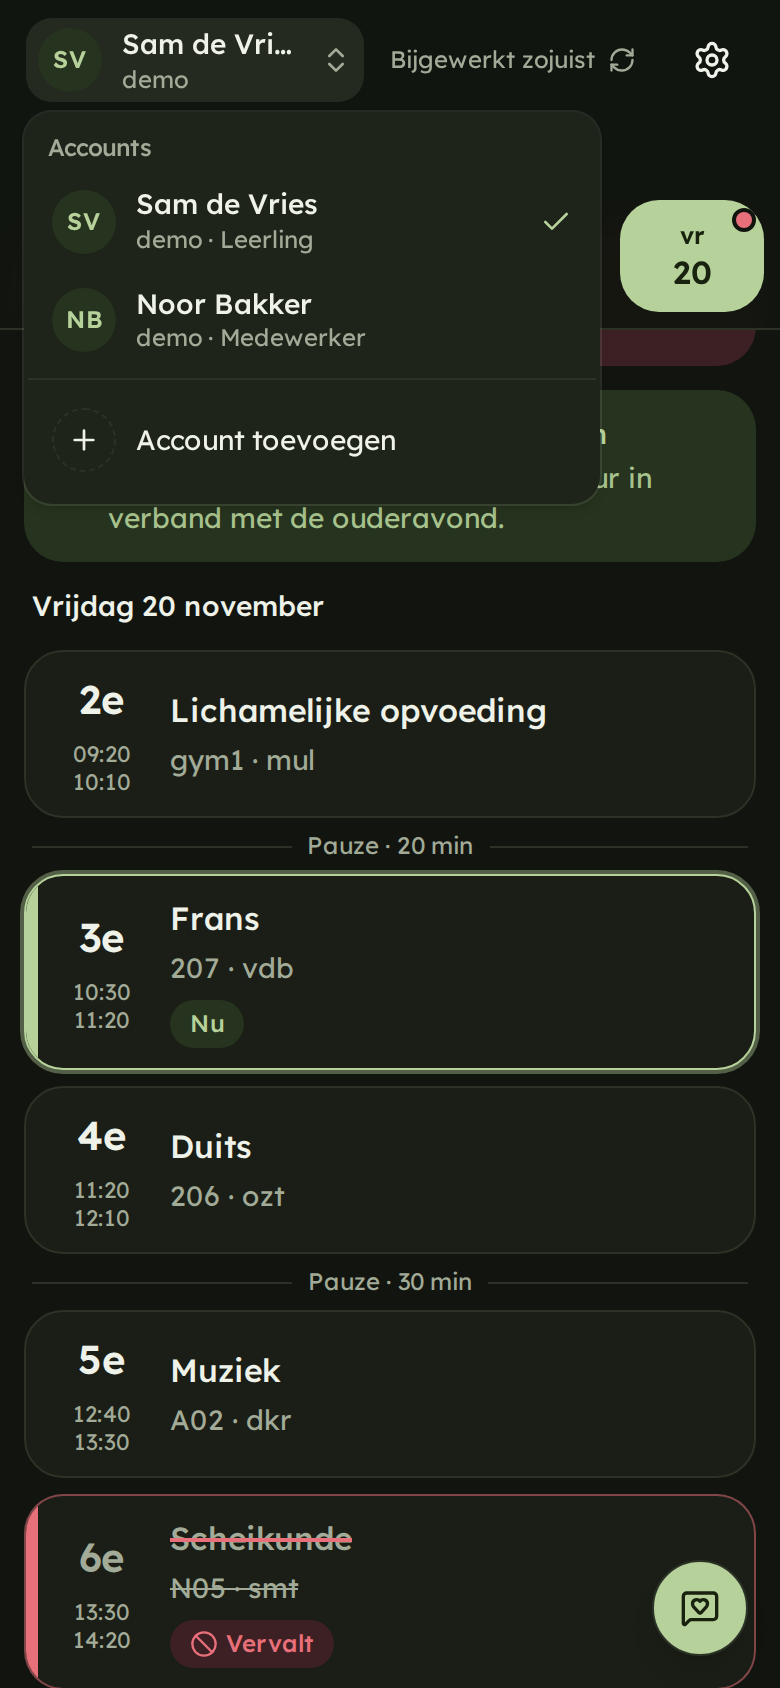 SV
Sam de Vri...
demo
Bijgewerkt zojuist
Accounts
SV
Sam de Vries
demo · Leerling
NB
Noor Bakker
demo · Medewerker
Account toevoegen
vr
20
ur in
verband met de ouderavond.
Vrijdag 20 november
2e
09:20
10:10
Lichamelijke opvoeding
gym1 · mul
Pauze · 20 min
3e
10:30
11:20
Frans
207 · vdb
Nu
4e
11:20
12:10
Duits
206 · ozt
Pauze · 30 min
5e
12:40
13:30
Muziek
A02 · dkr
6e
13:30
14:20
Scheikunde
N05 · smt
Vervalt